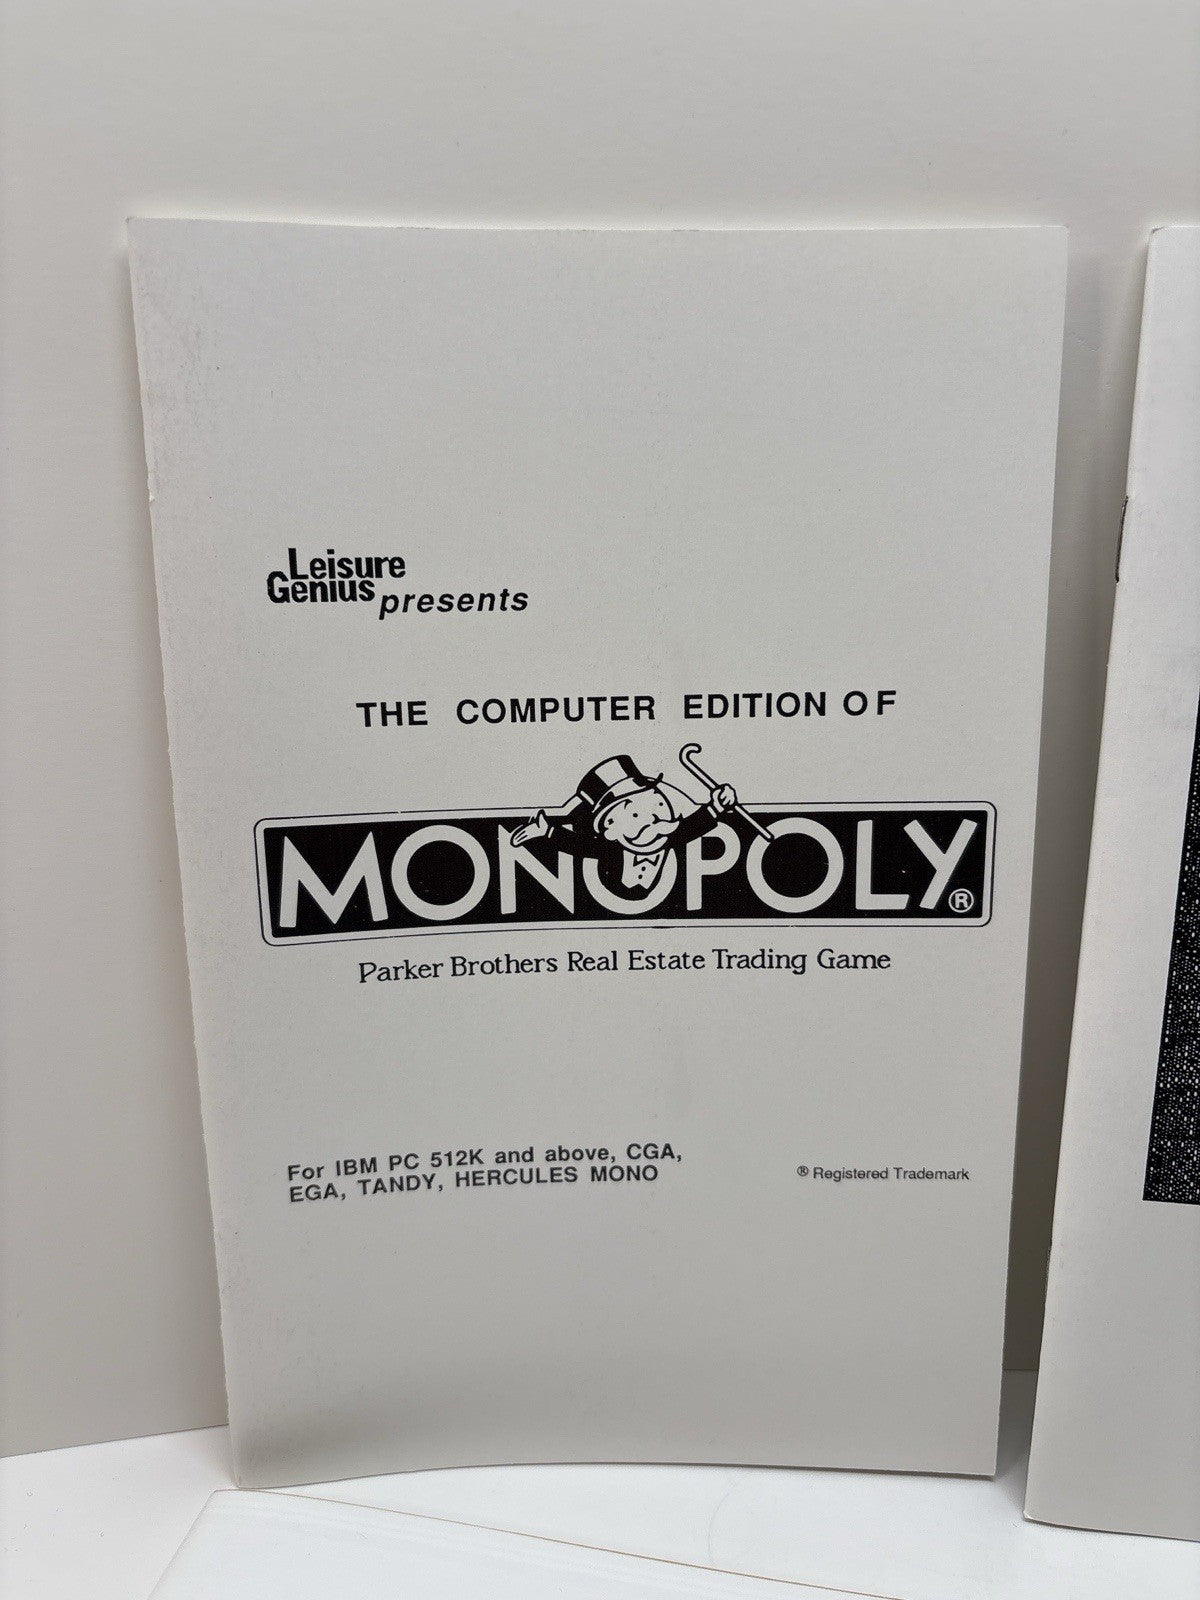 Leisure
Genius presents
THE COMPUTER EDITION OF
MONOPOLY®
Parker Brothers Real Estate Trading Game
For IBM PC 512K and above, CGA,
EGA, TANDY, HERCULES MONO
® Registered Trademark